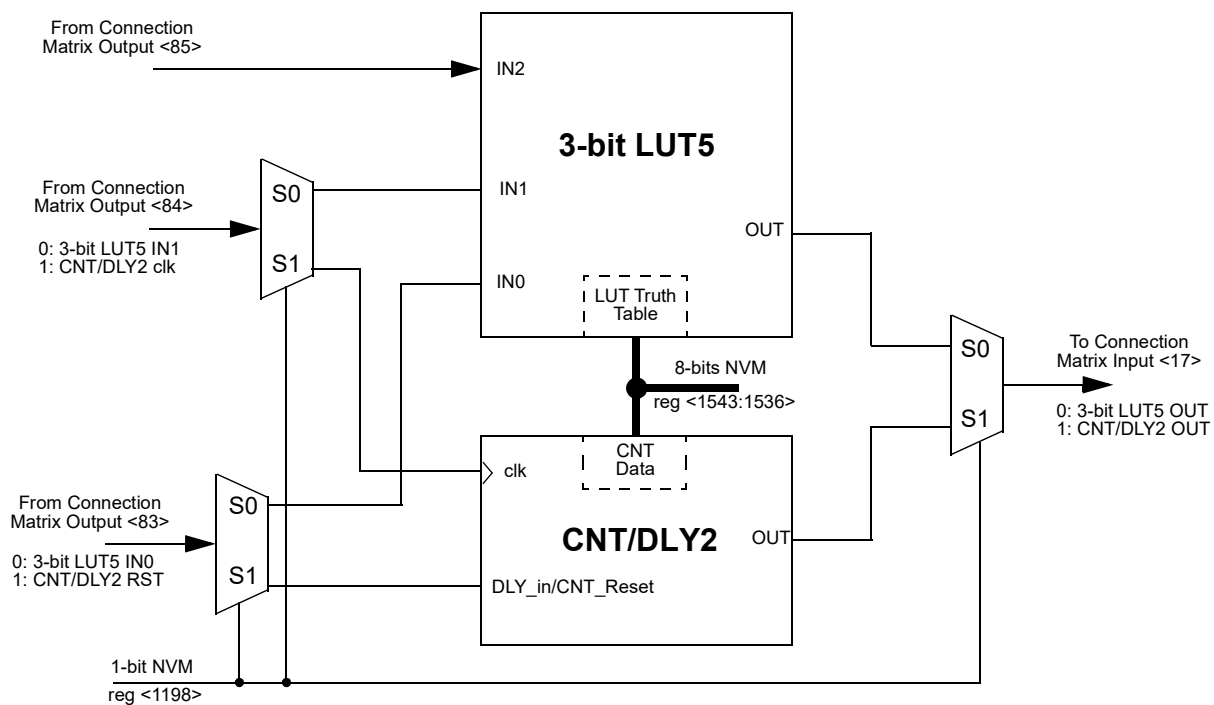 From Connection
Matrix Output <85>
IN2
3-bit LUT5
From Connection
Matrix Output <84>
0: 3-bit LUT5 IN1
1: CNT/DLY2 clk
S0
S1
IN1
IN0
OUT
LUT Truth
Table
8-bits NVM
reg <1543:1536>
S0
S1
To Connection
Matrix Input <17>
0: 3-bit LUT5 OUT
1: CNT/DLY2 OUT
CNT
Data
clk
CNT/DLY2
OUT
DLY_in/CNT_Reset
From Connection
Matrix Output <83>
0: 3-bit LUT5 IN0
1: CNT/DLY2 RST
S0
S1
1-bit NVM
reg <1198>